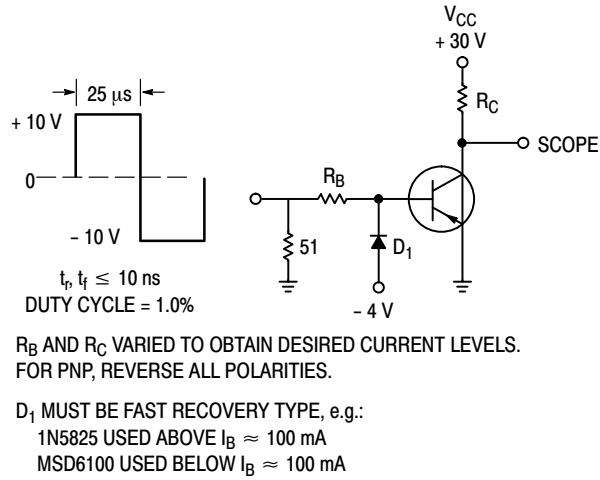 V_CC
+ 30 V
25 μs
R_C
+ 10 V
SCOPE
0
R_B
− 10 V
51
D_1
t_r, t_f ≤ 10 ns
DUTY CYCLE = 1.0%
− 4 V
R_B AND R_C VARIED TO OBTAIN DESIRED CURRENT LEVELS.
FOR PNP, REVERSE ALL POLARITIES.
D_1 MUST BE FAST RECOVERY TYPE, e.g.:
1N5825 USED ABOVE I_B ≈ 100 mA
MSD6100 USED BELOW I_B ≈ 100 mA